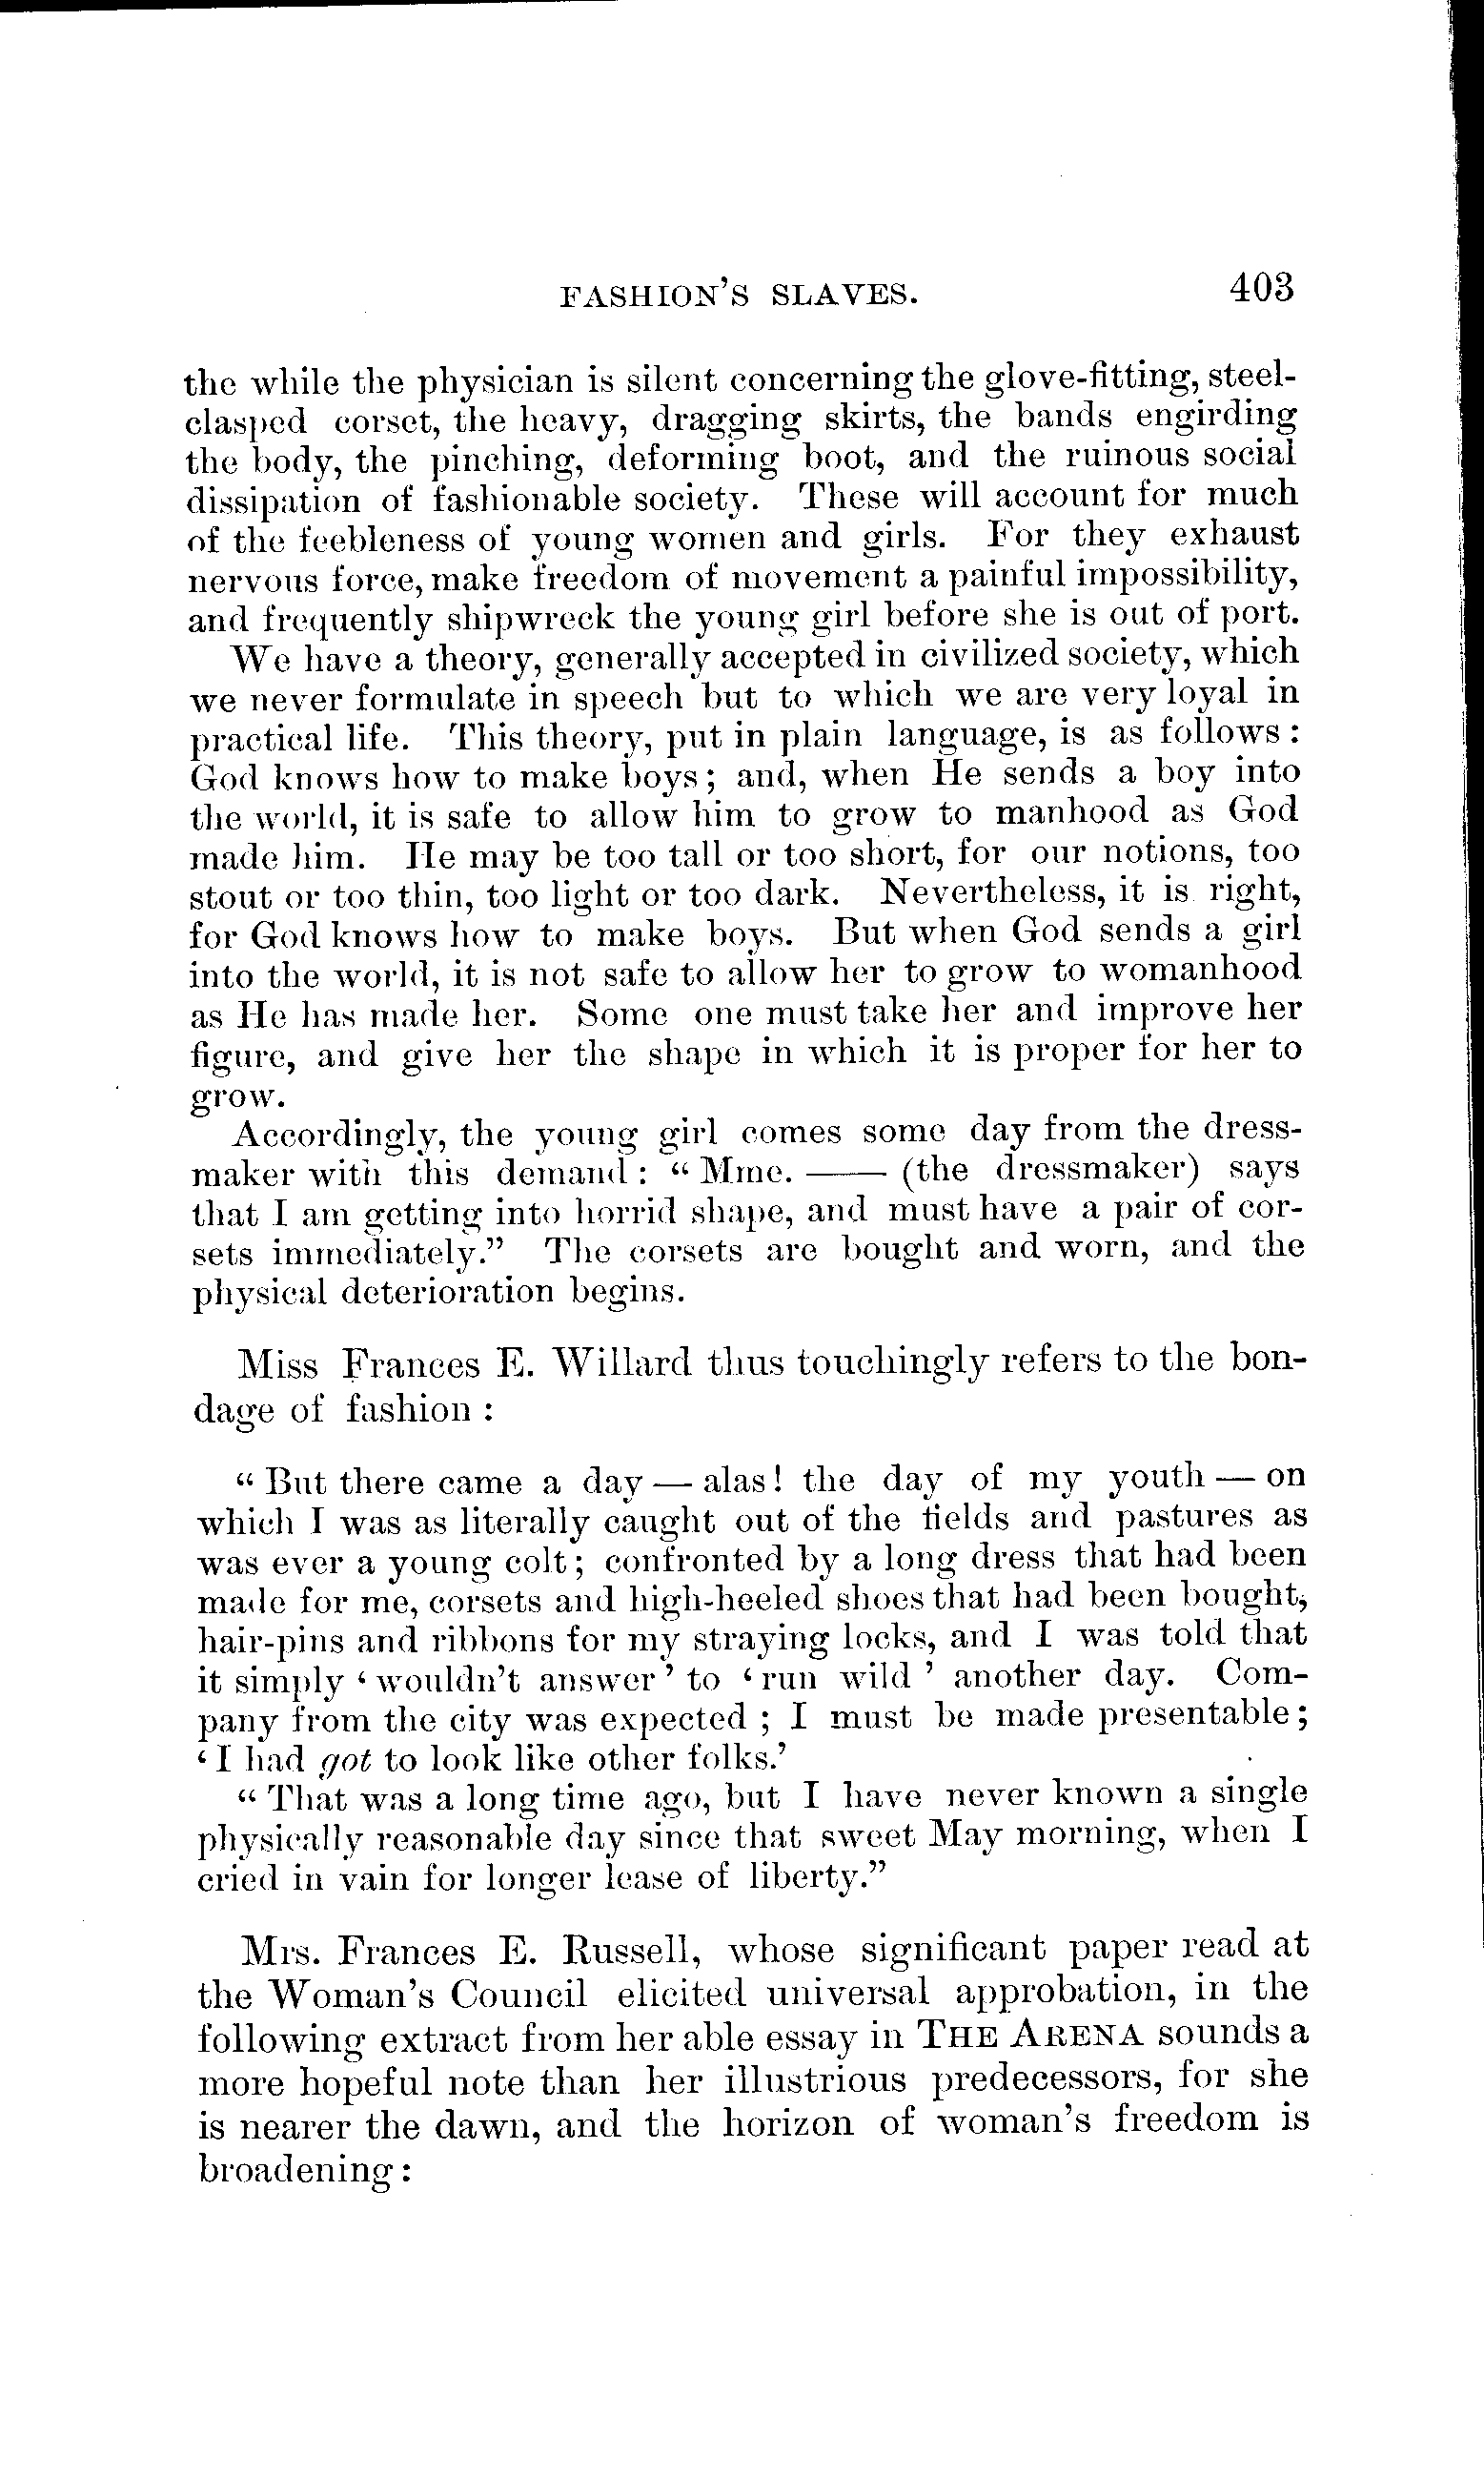 FASHION'S SLAVES. 403
the while the physician is silent concerning the glove-fitting, steel-
clasped corset, the heavy, dragging skirts, the bands engirding
the body, the pinching, deforming boot, and the ruinous social
dissipation of fashionable society. These will account for much
of the feebleness of young women and girls. For they exhaust
nervous force, make freedom of movement a painful impossibility,
and frequently shipwreck the young girl before she is out of port.
We have a theory, generally accepted in civilized society, which
we never formulate in speech but to which we are very loyal in
practical life. This theory, put in plain language, is as follows:
God knows how to make boys; and, when He sends a boy into
the world, it is safe to allow him to grow to manhood as God
made him. He may be too tall or too short, for our notions, too
stout or too thin, too light or too dark. Nevertheless, it is right,
for God knows how to make boys. But when God sends a girl
into the world, it is not safe to allow her to grow to womanhood
as He has made her. Some one must take her and improve her
figure, and give her the shape in which it is proper for her to
grow.
Accordingly, the young girl comes some day from the dress-
maker with this demand: "Mme. —— (the dressmaker) says
that I am getting into horrid shape, and must have a pair of cor-
sets immediately." The corsets are bought and worn, and the
physical deterioration begins.
Miss Frances E. Willard thus touchingly refers to the bon-
dage of fashion:
"But there came a day — alas! the day of my youth — on
which I was as literally caught out of the fields and pastures as
was ever a young colt; confronted by a long dress that had been
made for me, corsets and high-heeled shoes that had been bought,
hair-pins and ribbons for my straying locks, and I was told that
it simply 'wouldn't answer' to 'run wild' another day. Com-
pany from the city was expected; I must be made presentable;
'I had got to look like other folks.'
"That was a long time ago, but I have never known a single
physically reasonable day since that sweet May morning, when I
cried in vain for longer lease of liberty."
Mrs. Frances E. Russell, whose significant paper read at
the Woman's Council elicited universal approbation, in the
following extract from her able essay in THE ARENA sounds a
more hopeful note than her illustrious predecessors, for she
is nearer the dawn, and the horizon of woman's freedom is
broadening: